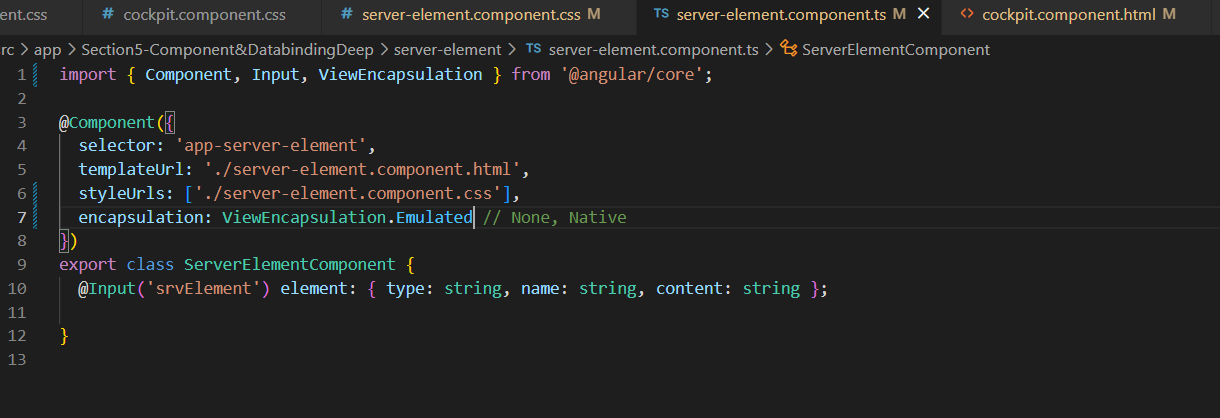 ent.css
# cockpit.component.css
# server-element.component.css M
TS server-element.component.ts M ×
<> cockpit.component.html M
rc > app > Section5-Component&DatabindingDeep > server-element > TS server-element.component.ts > ServerElementComponent
1 import { Component, Input, ViewEncapsulation } from '@angular/core';
2
3 @Component({
4 selector: 'app-server-element',
5 templateUrl: './server-element.component.html',
6 styleUrls: ['./server-element.component.css'],
7 encapsulation: ViewEncapsulation.Emulated // None, Native
8 })
9 export class ServerElementComponent {
10 @Input('srvElement') element: { type: string, name: string, content: string };
11
12 }
13